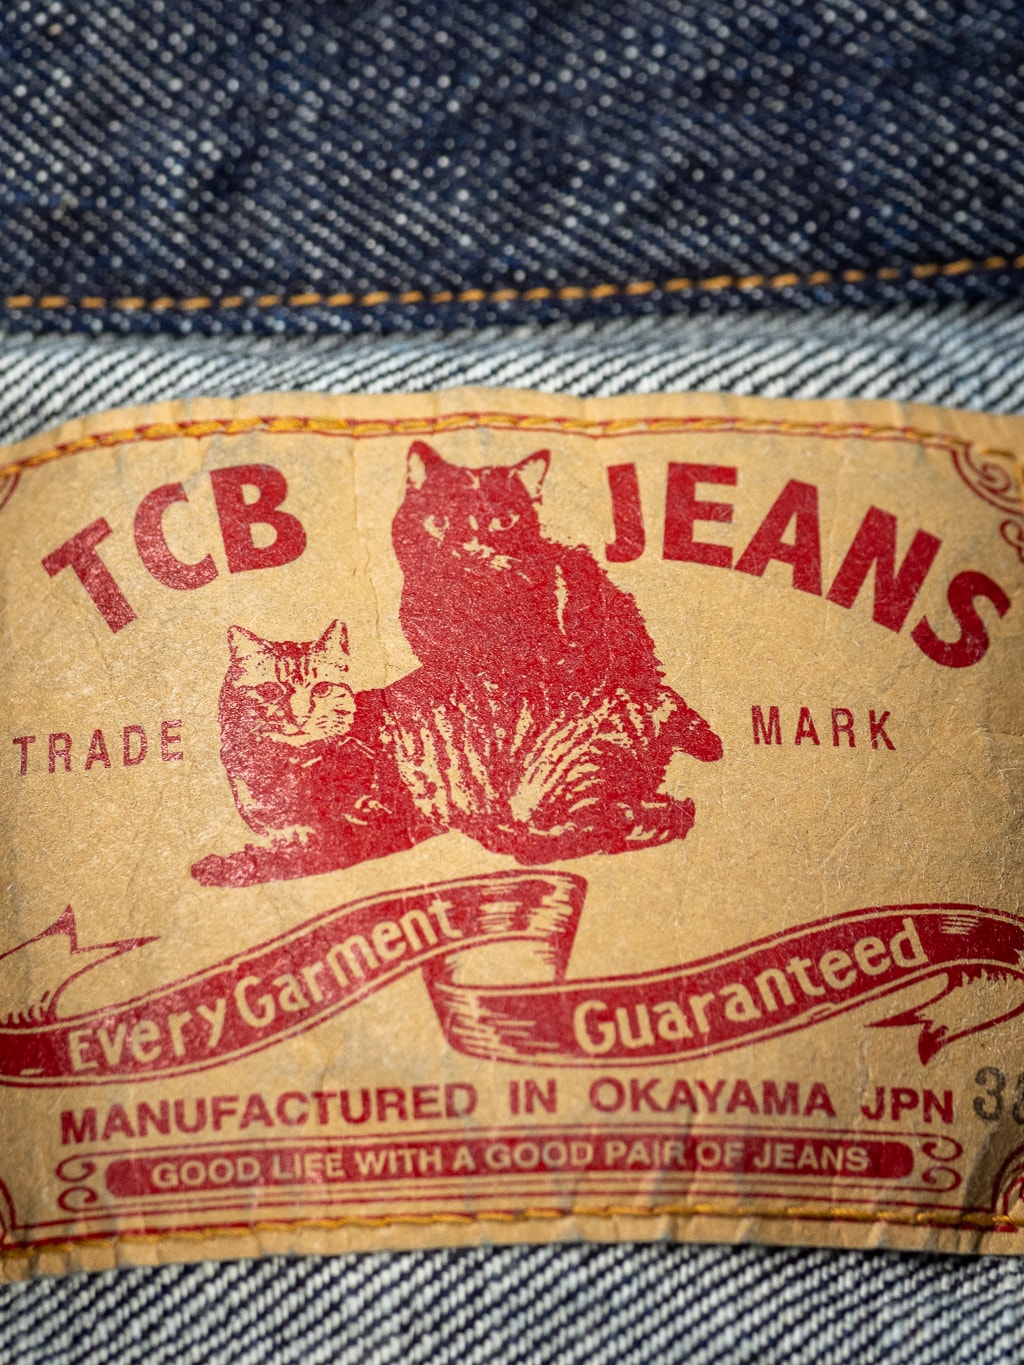 TCB JEANS
TRADE MARK
Every Garment Guaranteed
MANUFACTURED IN OKAYAMA JPN
GOOD LIFE WITH A GOOD PAIR OF JEANS